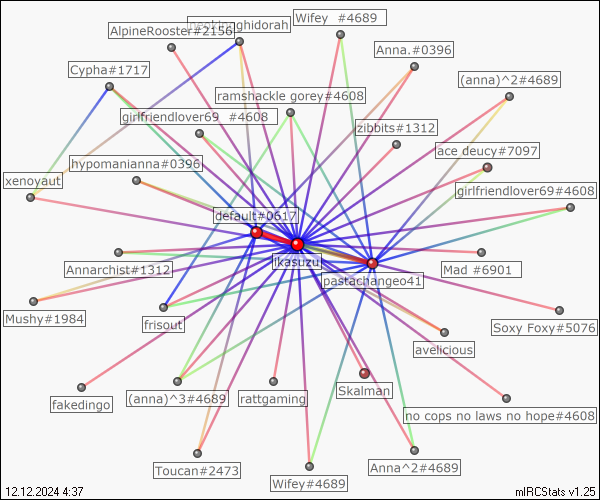 AlpineRooster#2156
ghidorah
Wifey #4689
Anna.#0396
Cypha#1717
(anna)^2#4689
ramshackle gorey#4608
girlfriendlover69 #4608
zibbits#1312
ace deucy#7097
hypomanianna#0396
xenoyaut
girlfriendlover69#4608
default#0617
ikasuzu
Annarchist#1312
Mad #6901
pastachangeo41
Mushy#1984
frisout
Soxy Foxy#5076
avelicious
fakedingo
(anna)^3#4689
rattgaming
Skalman
no cops no laws no hope#4608
Toucan#2473
Wifey#4689
Anna^2#4689
12.12.2024 4:37
mIRCStats v1.25